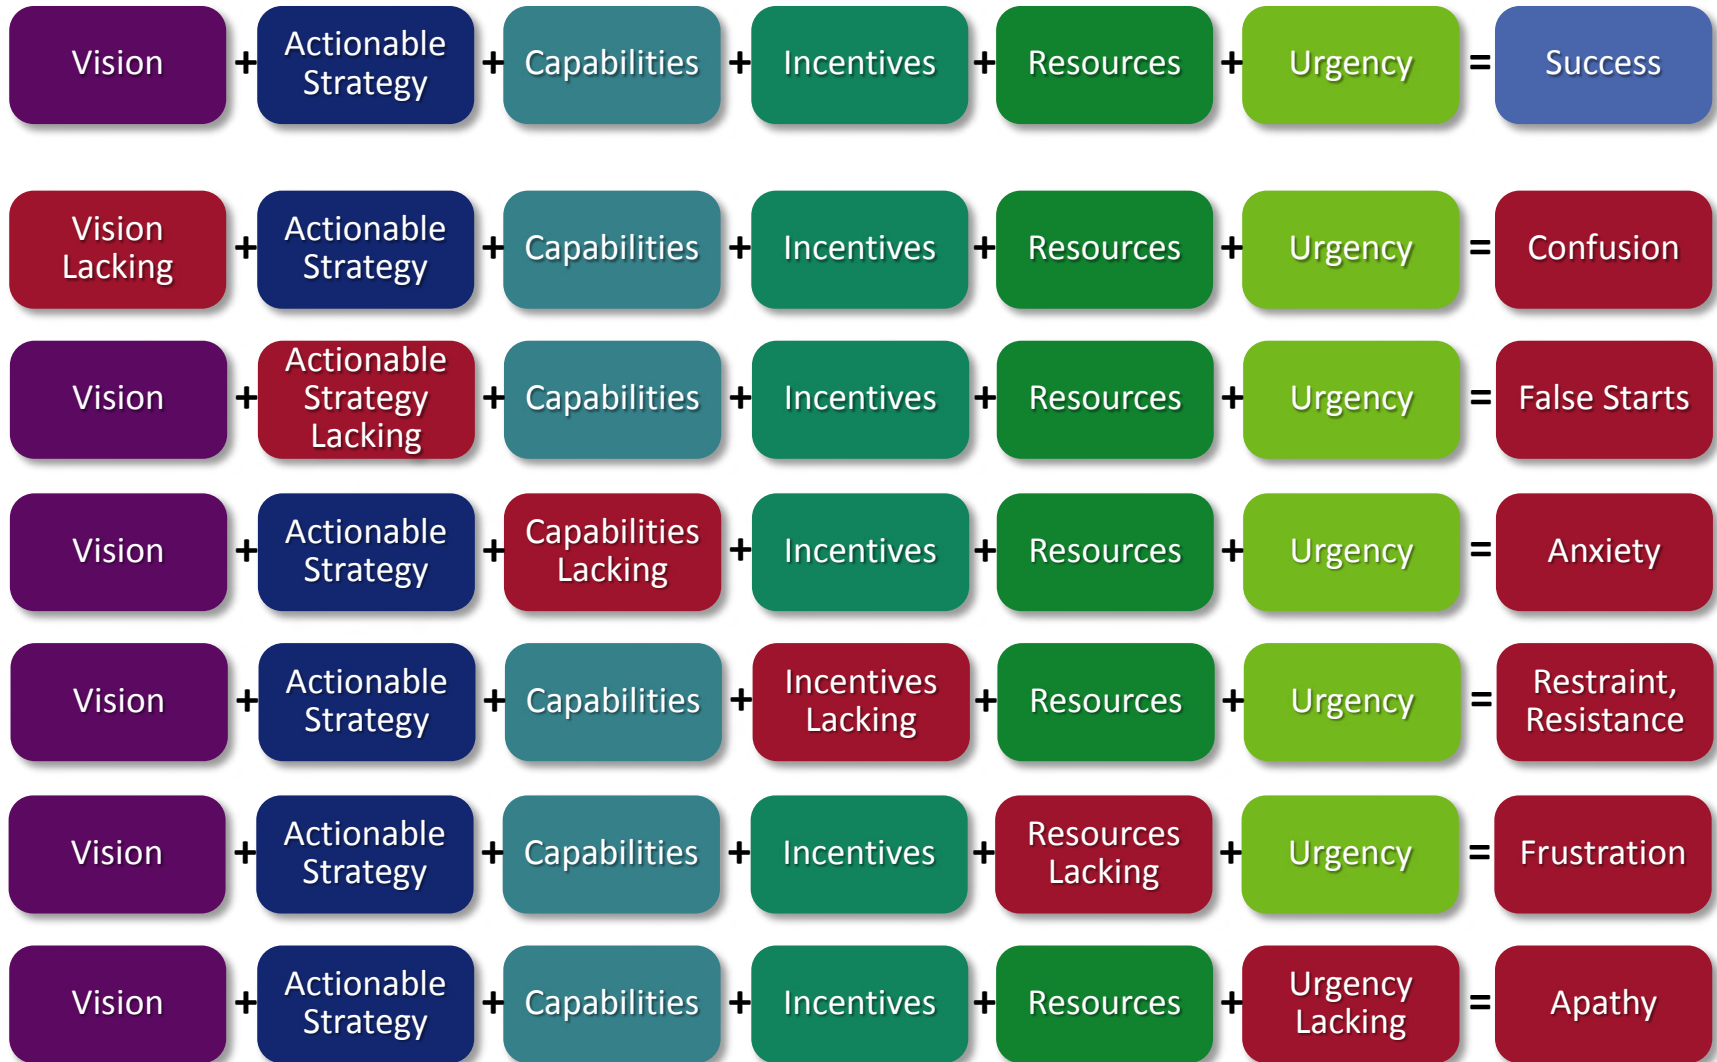 Vision + Actionable Strategy + Capabilities + Incentives + Resources + Urgency = Success
Vision Lacking + Actionable Strategy + Capabilities + Incentives + Resources + Urgency = Confusion
Vision + Actionable Strategy Lacking + Capabilities + Incentives + Resources + Urgency = False Starts
Vision + Actionable Strategy + Capabilities Lacking + Incentives + Resources + Urgency = Anxiety
Vision + Actionable Strategy + Capabilities + Incentives Lacking + Resources + Urgency = Restraint, Resistance
Vision + Actionable Strategy + Capabilities + Incentives + Resources Lacking + Urgency = Frustration
Vision + Actionable Strategy + Capabilities + Incentives + Resources + Urgency Lacking = Apathy